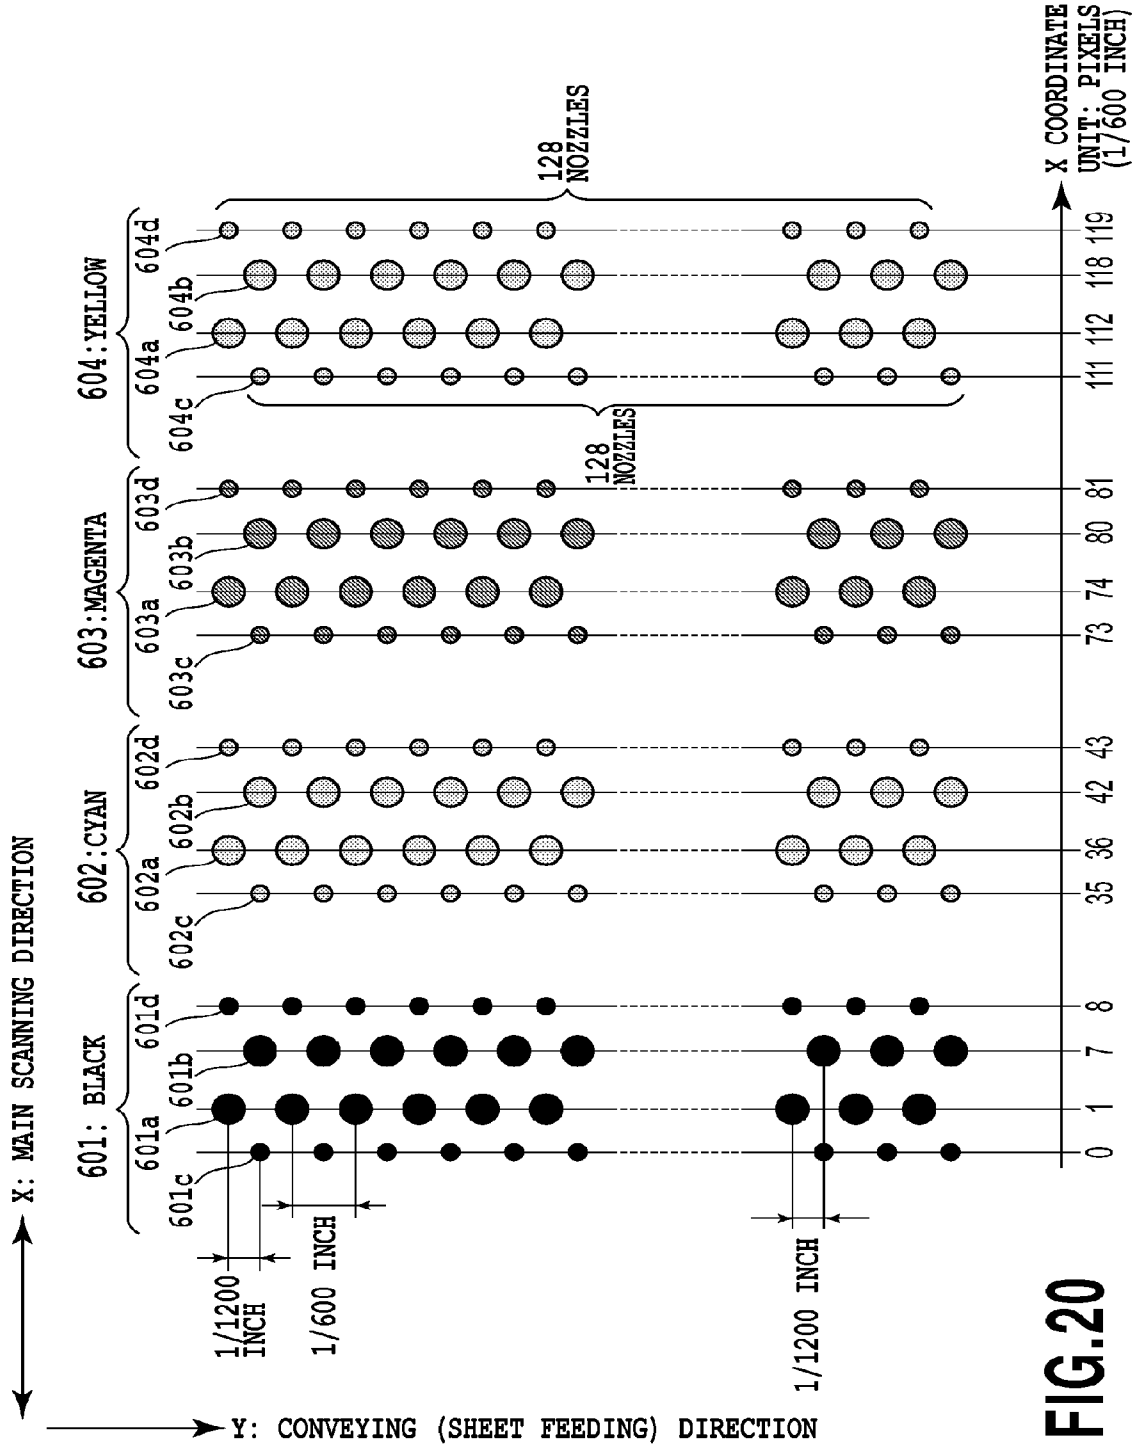 X: MAIN SCANNING DIRECTION
Y: CONVEYING (SHEET FEEDING) DIRECTION
601: BLACK
602:CYAN
603:MAGENTA
604:YELLOW
601c
601a
601b
601d
602c
602a
602b
602d
603c
603a
603b
603d
604c
604a
604b
604d
1/1200
INCH
1/600 INCH
1/1200 INCH
128
NOZZLES
128
NOZZLES
0
1
7
8
35
36
42
43
73
74
80
81
111
112
118
119
X COORDINATE
UNIT: PIXELS
(1/600 INCH)
FIG.20